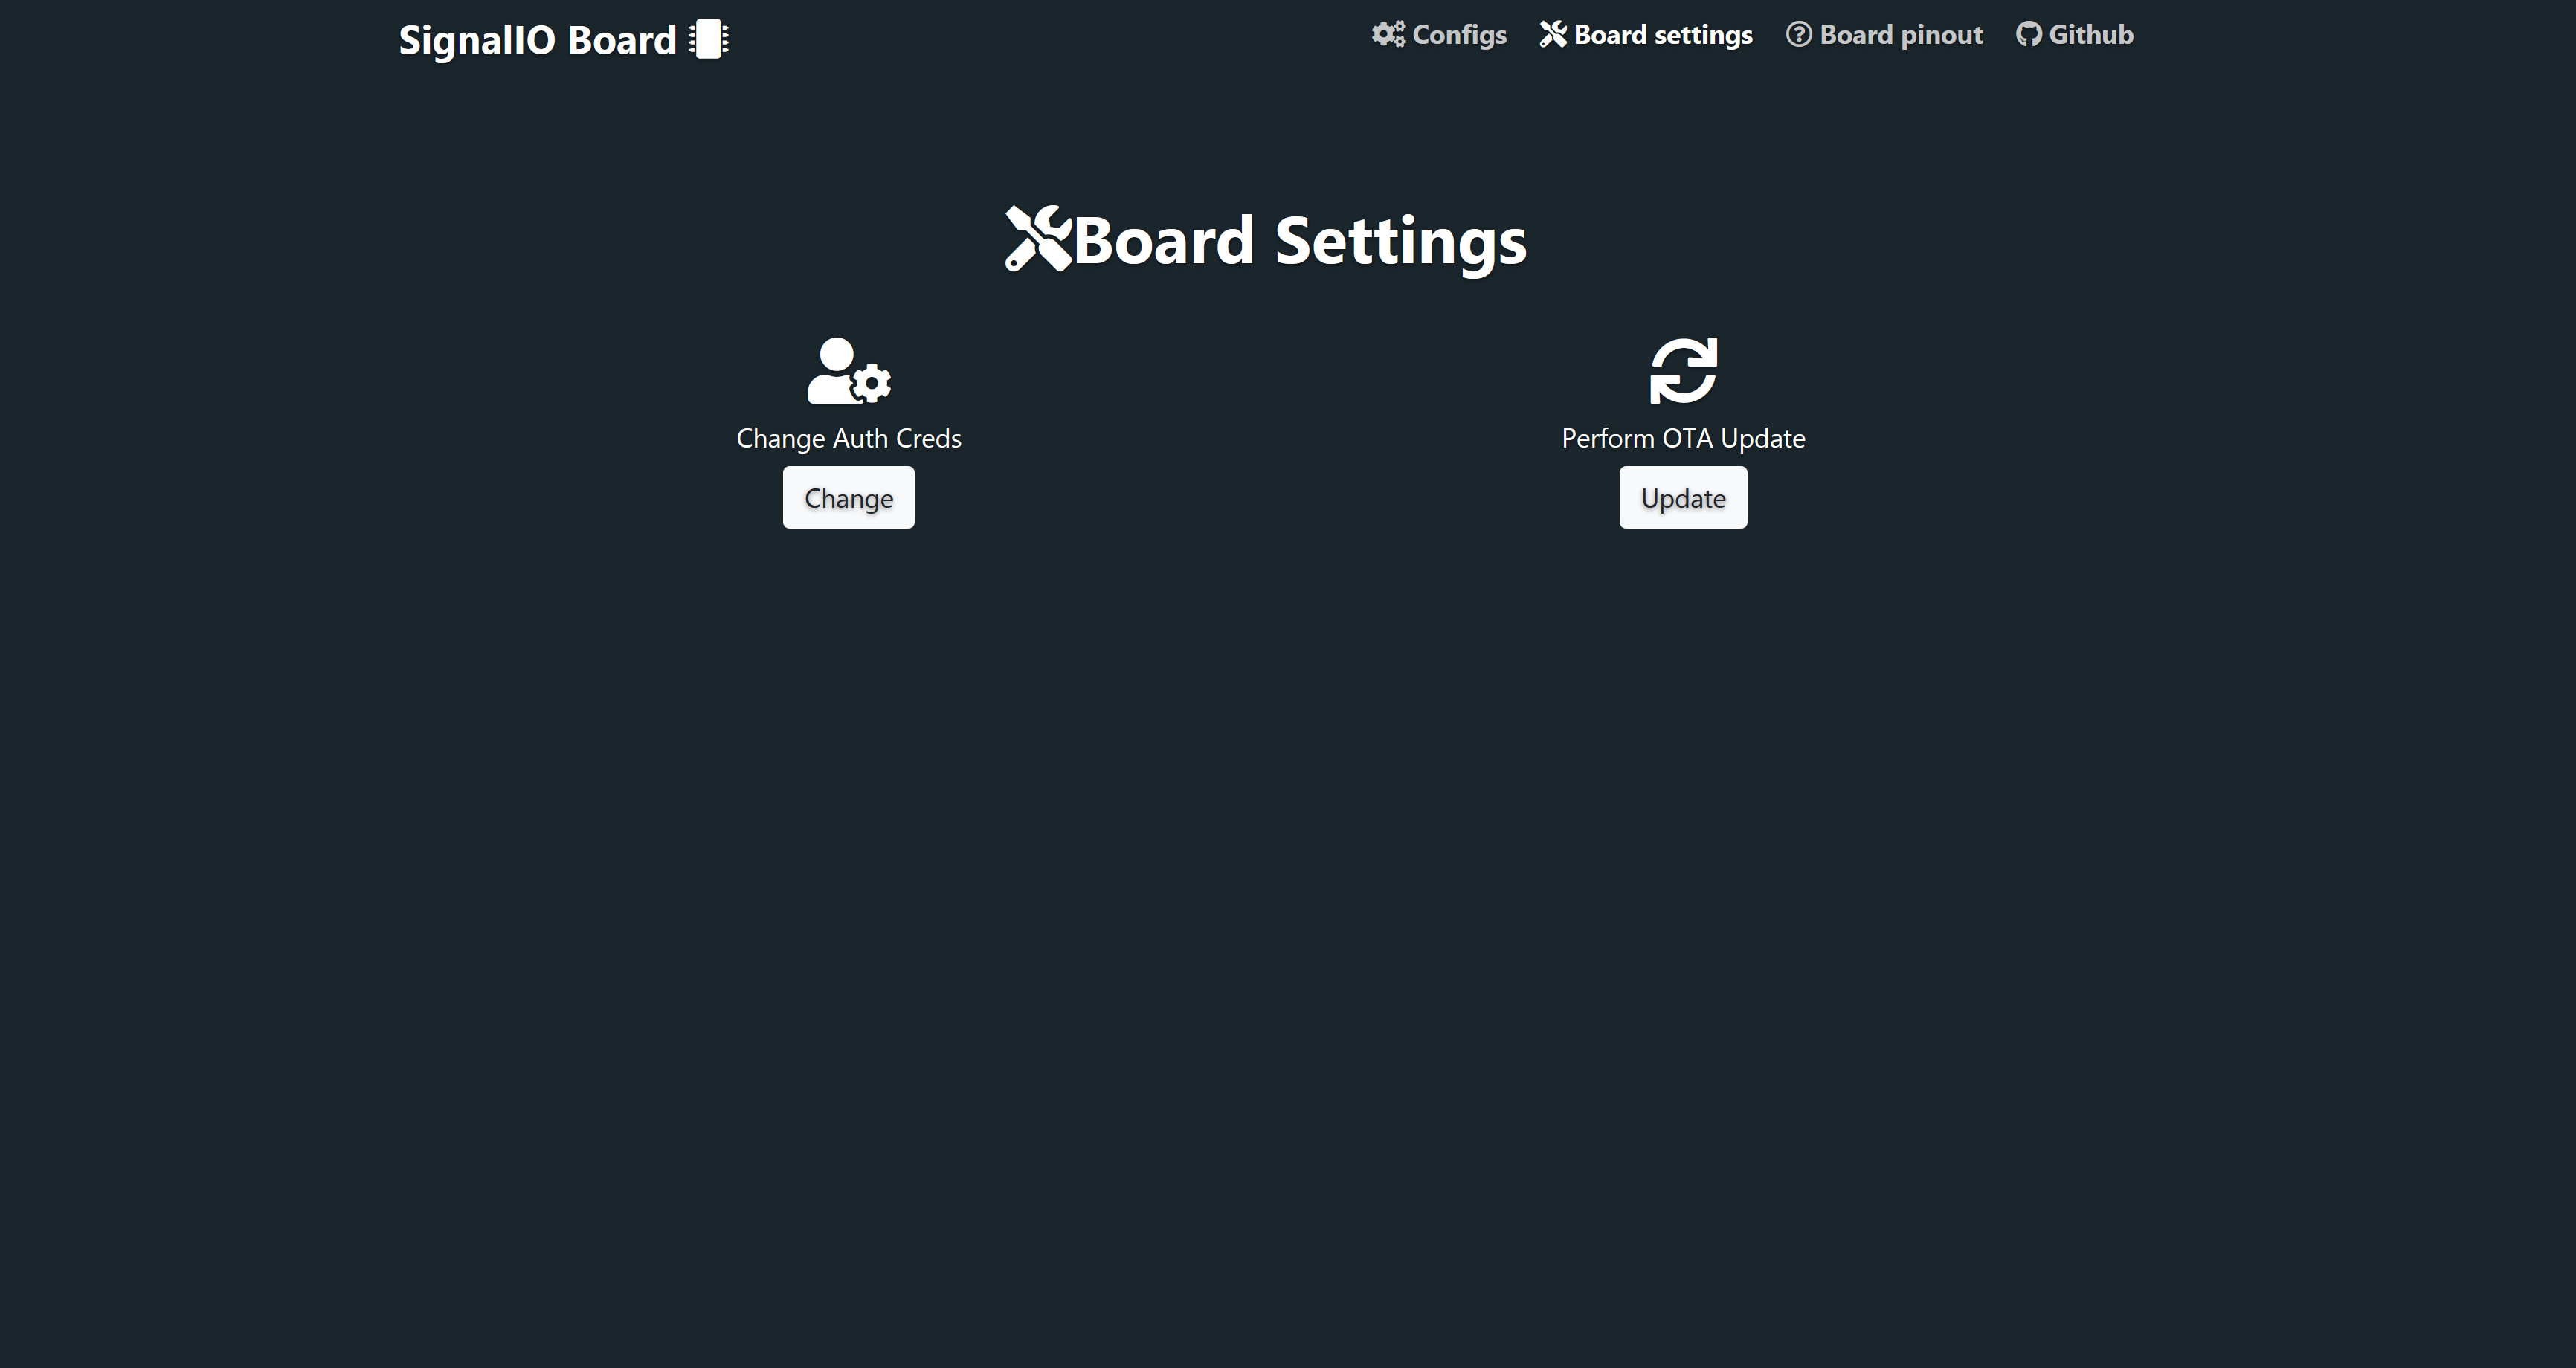 SignalIO Board
Configs
Board settings
Board pinout
Github
Board Settings
Change Auth Creds
Change
Perform OTA Update
Update